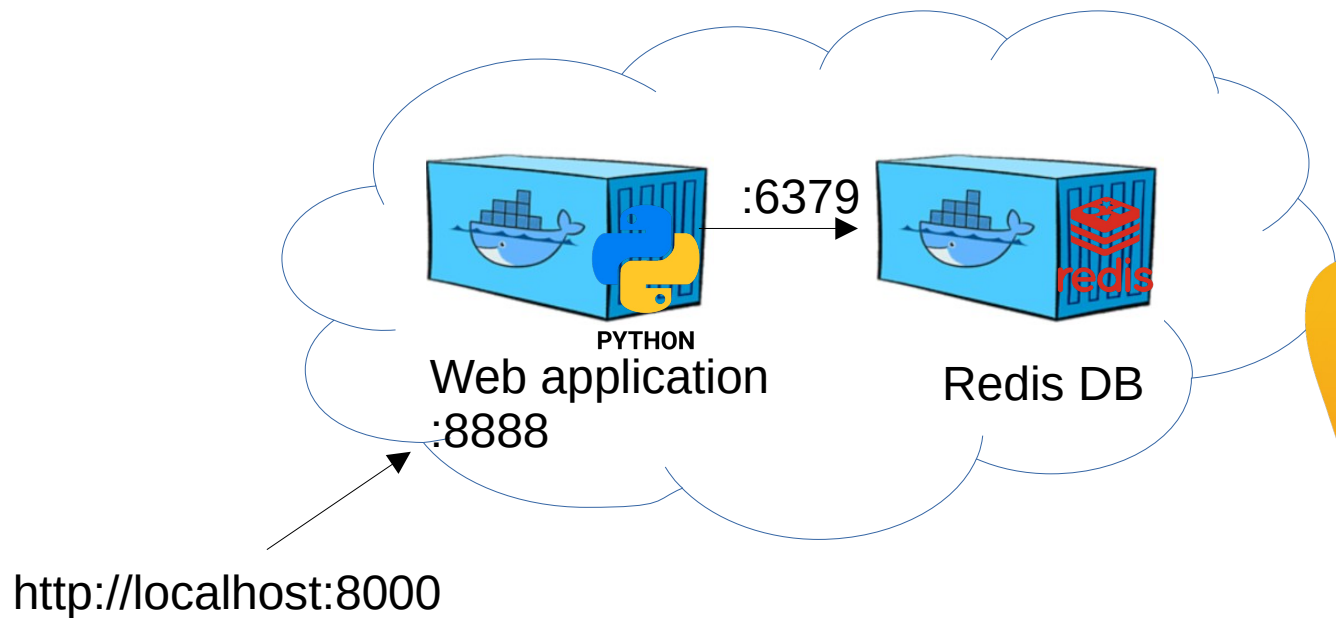 :6379
redis
PYTHON
Web application
:8888
Redis DB
http://localhost:8000